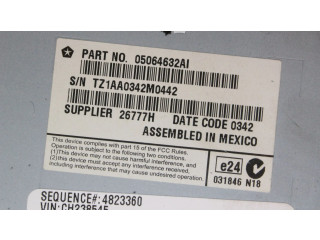 PART NO. 05064632AI
S/N TZ1AA0342M0442
SUPPLIER 26777H DATE CODE 0342
ASSEMBLED IN MEXICO
This device complies with part 15 of the FCC Rules.
Operation is subject to the following conditions:
(1)This device may not cause harmful interference, and
(2)This device must accept any interference received,
including interference that may cause undesired operation.
e24
031846 N18
SEQUENCE#:4823360
VIN:CH238545